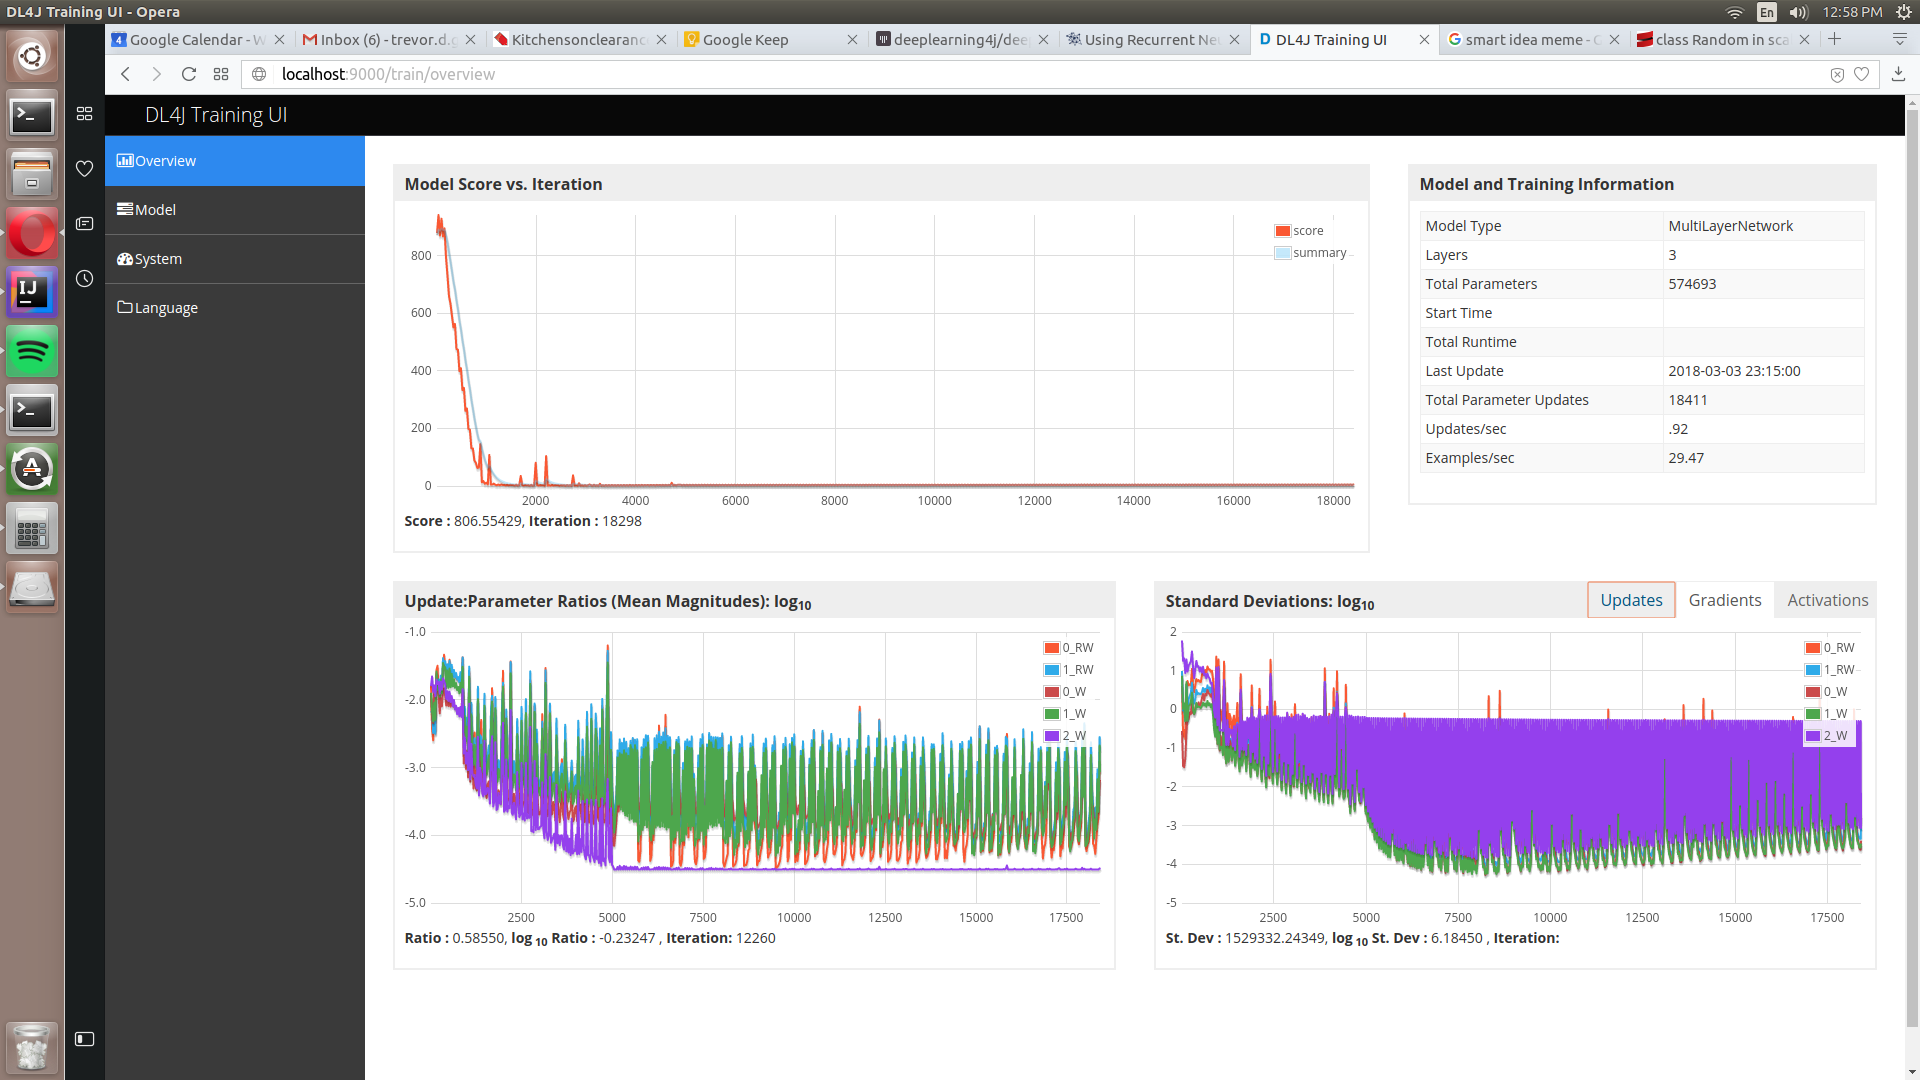 DL4J Training UI - Opera
En
12:58 PM
Google Calendar - W
Inbox (6) - trevor.d.g
Kitchensonclearanc
Google Keep
deeplearning4j/dee
Using Recurrent Ne
DL4J Training UI
smart idea meme - G
class Random in sca
localhost:9000/train/overview
DL4J Training UI
Overview
Model
System
Language
Model Score vs. Iteration
score
summary
800
600
400
200
0
2000 4000 6000 8000 10000 12000 14000 16000 18000
Score : 806.55429, Iteration : 18298
Model and Training Information
Model Type MultiLayerNetwork
Layers 3
Total Parameters 574693
Start Time
Total Runtime
Last Update 2018-03-03 23:15:00
Total Parameter Updates 18411
Updates/sec .92
Examples/sec 29.47
Update:Parameter Ratios (Mean Magnitudes): log10
-1.0
-2.0
-3.0
-4.0
-5.0
0_RW
1_RW
0_W
1_W
2_W
2500 5000 7500 10000 12500 15000 17500
Ratio : 0.58550, log 10 Ratio : -0.23247 , Iteration: 12260
Standard Deviations: log10
Updates Gradients Activations
2
1
0
-1
-2
-3
-4
-5
0_RW
1_RW
0_W
1_W
2_W
2500 5000 7500 10000 12500 15000 17500
St. Dev : 1529332.24349, log 10 St. Dev : 6.18450 , Iteration: